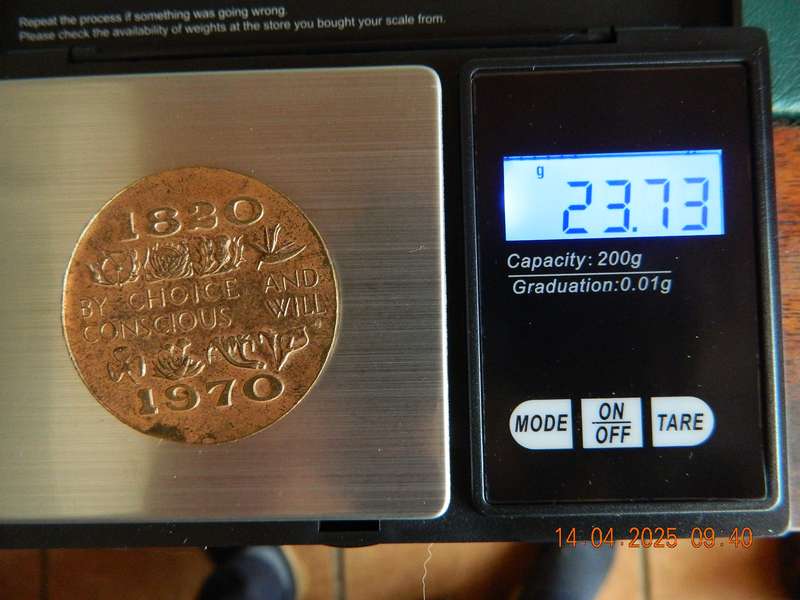 Repeat the process if something was going wrong.
Please check the availability of weights at the store you bought your scale from.
1820
BY CHOICE AND
CONSCIOUS WILL
1970
g
23.73
Capacity: 200g
Graduation:0.01g
MODE
ON
OFF
TARE
14.04.2025 09:40